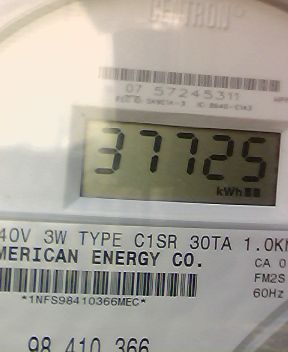 CENTRON
07 57245311
37725
kWh
40V 3W TYPE C1SR 30TA 1.0K
MERICAN ENERGY CO.
CA 0
FM2S
60Hz
*1NFS98410366MEC*
98 410 366